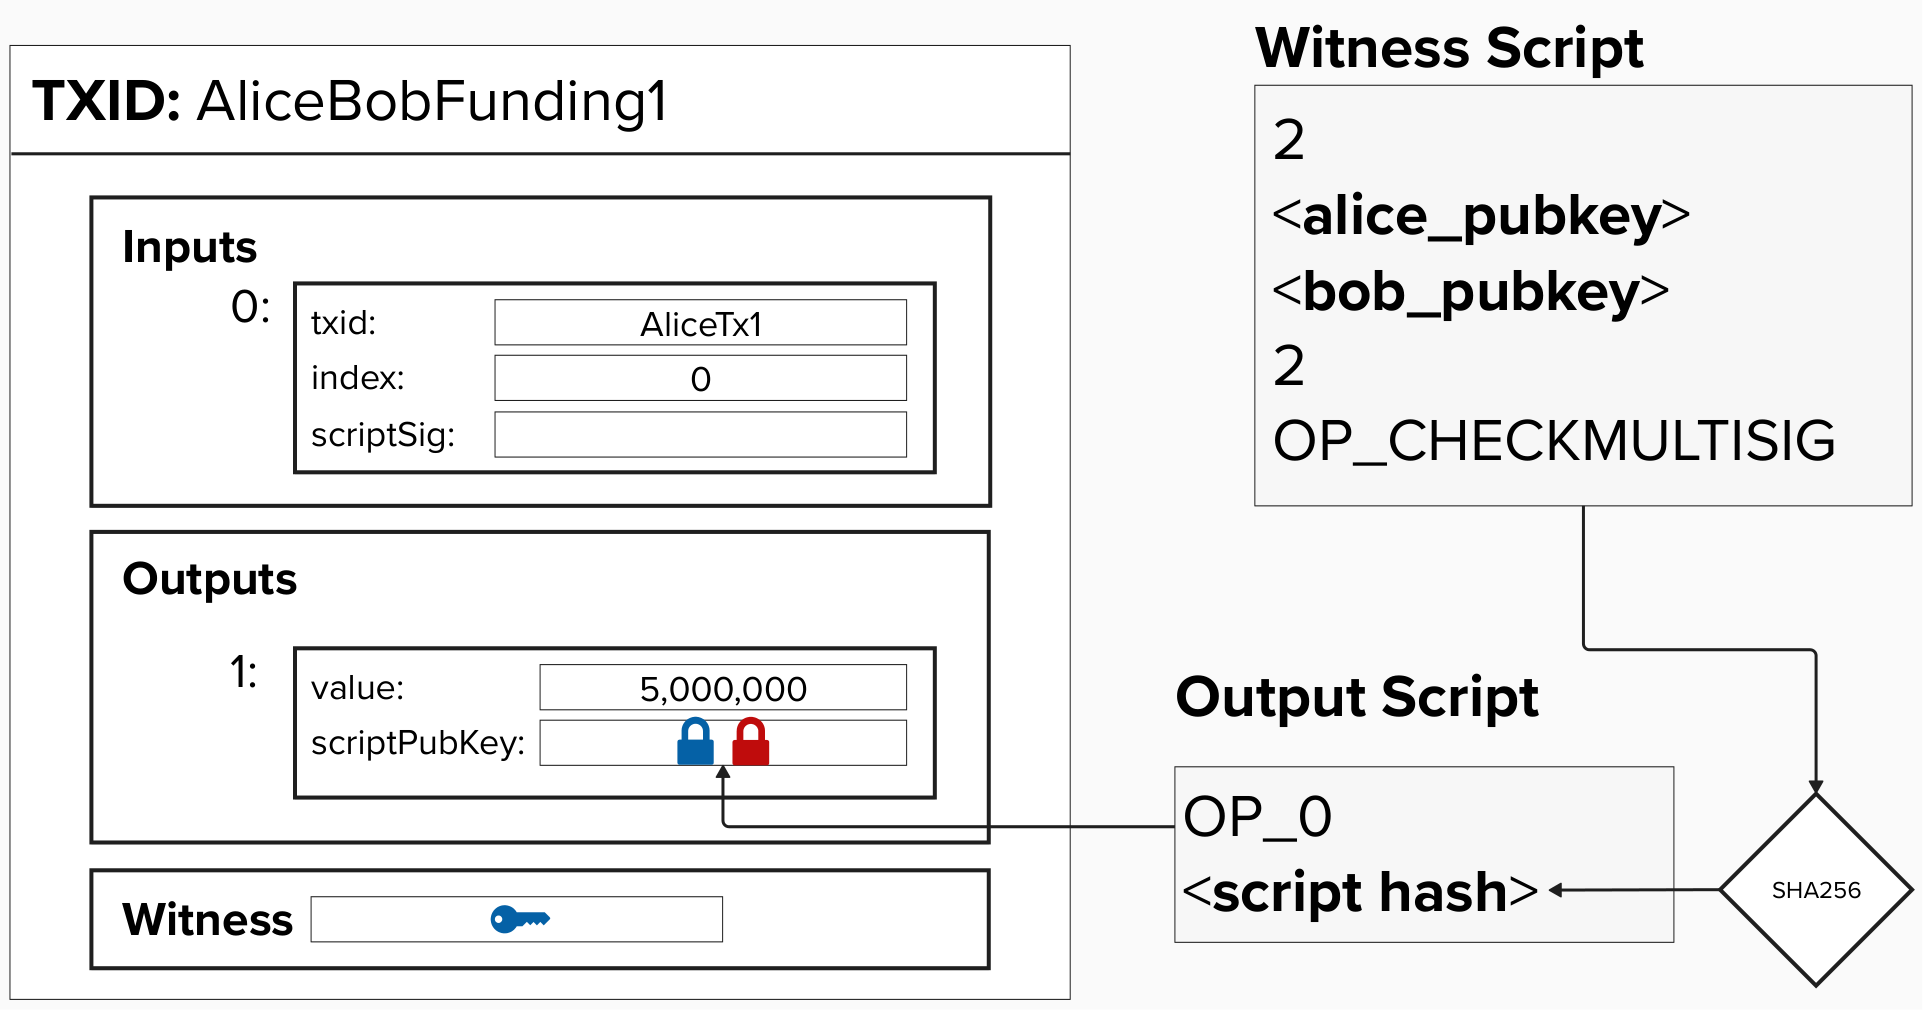 TXID: AliceBobFunding1
Inputs
0:
txid: AliceTx1
index: 0
scriptSig:
Outputs
1:
value: 5,000,000
scriptPubKey:
Witness
Witness Script
2
<alice_pubkey>
<bob_pubkey>
2
OP_CHECKMULTISIG
Output Script
OP_0
<script hash>
SHA256